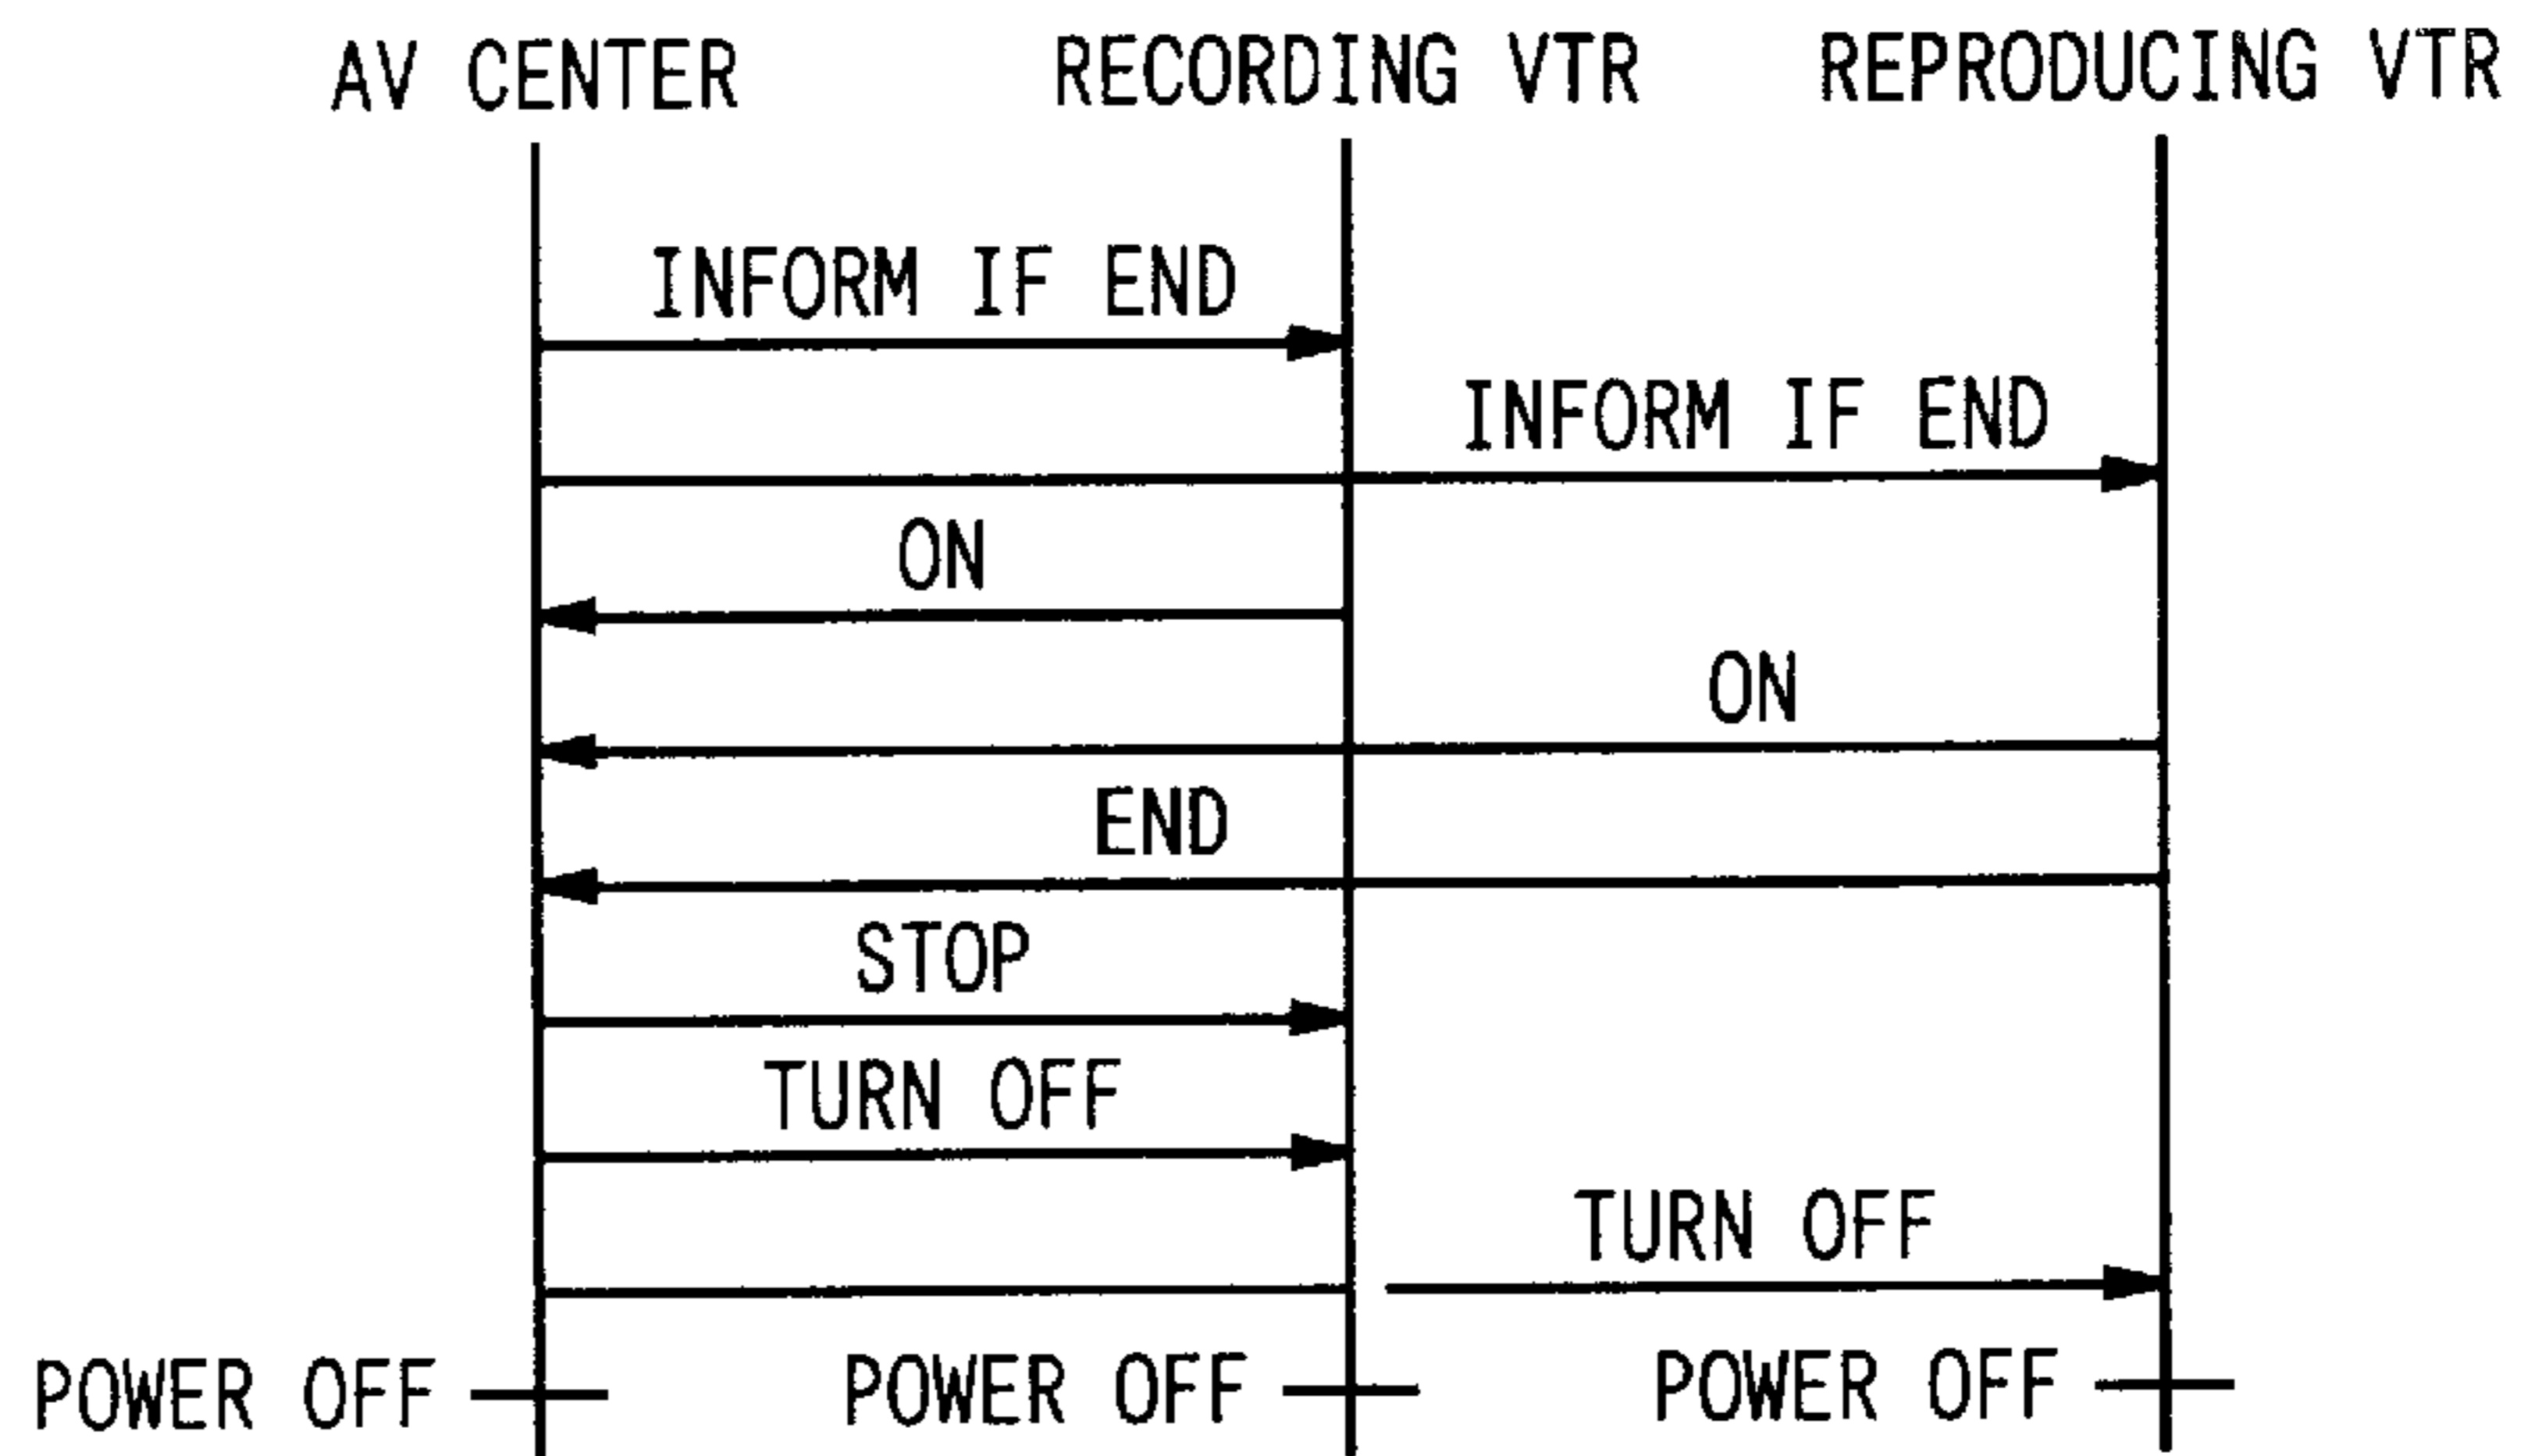 AV CENTER
RECORDING VTR
REPRODUCING VTR
INFORM IF END
INFORM IF END
ON
ON
END
STOP
TURN OFF
TURN OFF
POWER OFF
POWER OFF
POWER OFF